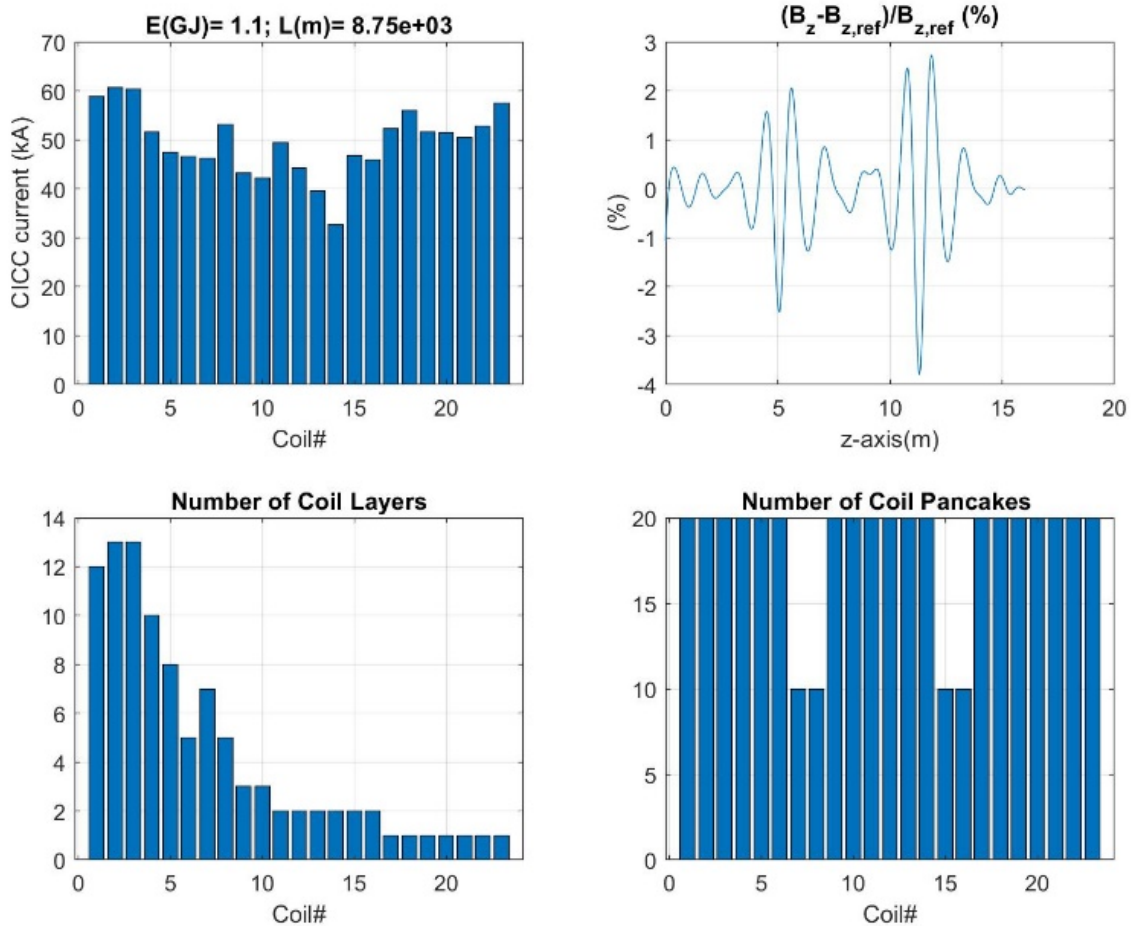 E(GJ)= 1.1; L(m)= 8.75e+03
70
60
50
40
30
20
10
0
CICC current (kA)
0 5 10 15 20
Coil#
(B_z-B_z,ref)/B_z,ref (%)
3
2
1
0
-1
-2
-3
-4
(%)
0 5 10 15 20
z-axis(m)
Number of Coil Layers
14
12
10
8
6
4
2
0
0 5 10 15 20
Coil#
Number of Coil Pancakes
20
15
10
5
0
0 5 10 15 20
Coil#